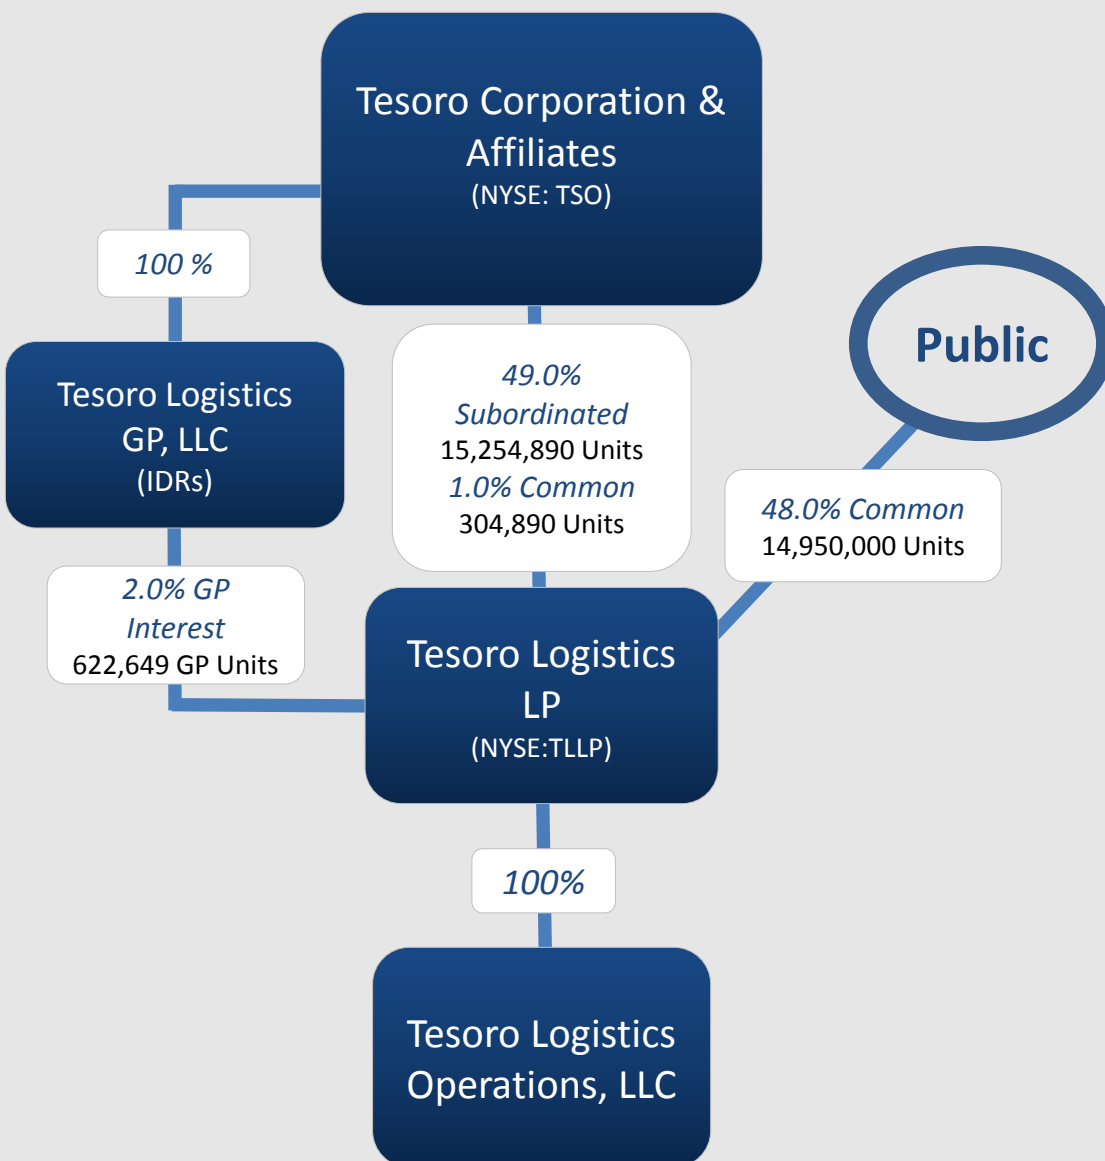 Tesoro Corporation &
Affiliates
(NYSE: TSO)
100 %
Public
Tesoro Logistics
GP, LLC
(IDRs)
49.0%
Subordinated
15,254,890 Units
1.0% Common
304,890 Units
48.0% Common
14,950,000 Units
2.0% GP
Interest
622,649 GP Units
Tesoro Logistics
LP
(NYSE:TLLP)
100%
Tesoro Logistics
Operations, LLC